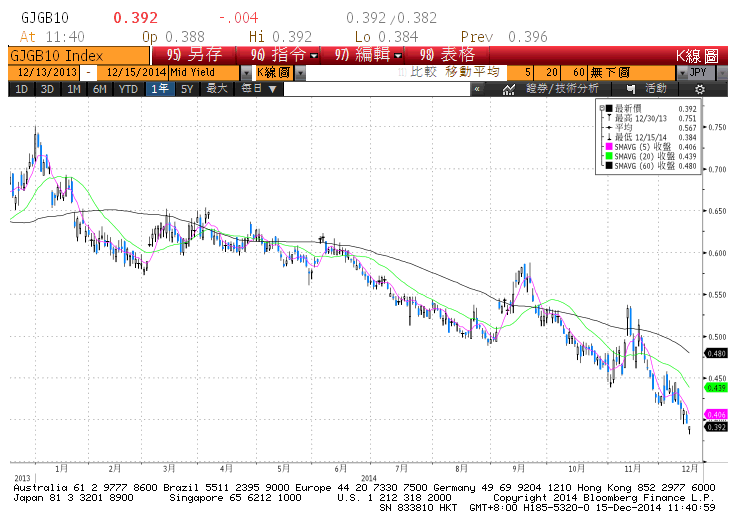 GJGB10 0.392 -.004 0.392/0.382
At 11:40 Op 0.388 Hi 0.392 Lo 0.384 Prev 0.396
GJGB10 Index 95) 另存 96) 指令 97) 編輯 98) 表格 K線圖
12/13/2013 - 12/15/2014 Mid Yield K線圖 比較 移動平均 5 20 60 無下圖 JPY
1D 3D 1M 6M YTD 1年 5Y 最大 每日 ▼ « 證券/技術分析 活動
最新價 0.392
最高 12/30/13 0.751
平均 0.567
最低 12/15/14 0.384
SMAVG (5) 收盤 0.406
SMAVG (20) 收盤 0.439
SMAVG (60) 收盤 0.480
0.750
0.700
0.650
0.600
0.550
0.500
0.480
0.450
0.439
0.406
0.392
1月 2月 3月 4月 5月 6月 7月 8月 9月 10月 11月 12月
2013 2014
Australia 61 2 9777 8600 Brazil 5511 2395 9000 Europe 44 20 7330 7500 Germany 49 69 9204 1210 Hong Kong 852 2977 6000
Japan 81 3 3201 8900 Singapore 65 6212 1000 U.S. 1 212 318 2000 Copyright 2014 Bloomberg Finance L.P.
SN 833810 HKT GMT+8:00 H185-5320-0 15-Dec-2014 11:40:59